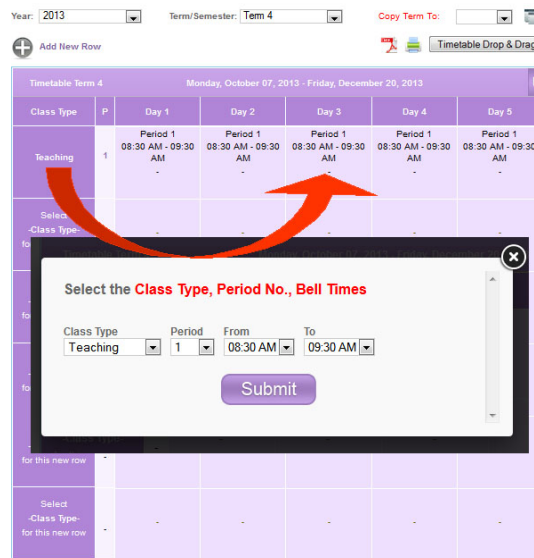 Year: 2013 Term/Semester: Term 4 Copy Term To:
Add New Row Timetable Drop & Drag
Timetable Term 4 Monday, October 07, 2013 - Friday, December 20, 2013
Class Type P Day 1 Day 2 Day 3 Day 4 Day 5
Period 1 Period 1 Period 1 Period 1 Period 1
08:30 AM - 09:30 08:30 AM - 09:30 08:30 AM - 09:30 08:30 AM - 09:30 08:30 AM - 09:30
Teaching 1 AM AM AM AM AM
- - - - -
Select
-Class Type- - - - -
for
Select the Class Type, Period No., Bell Times
Class Type Period From To
Teaching 1 08:30 AM 09:30 AM
Submit
for this new row -
Select
-Class Type- - - - - -
for this new row -